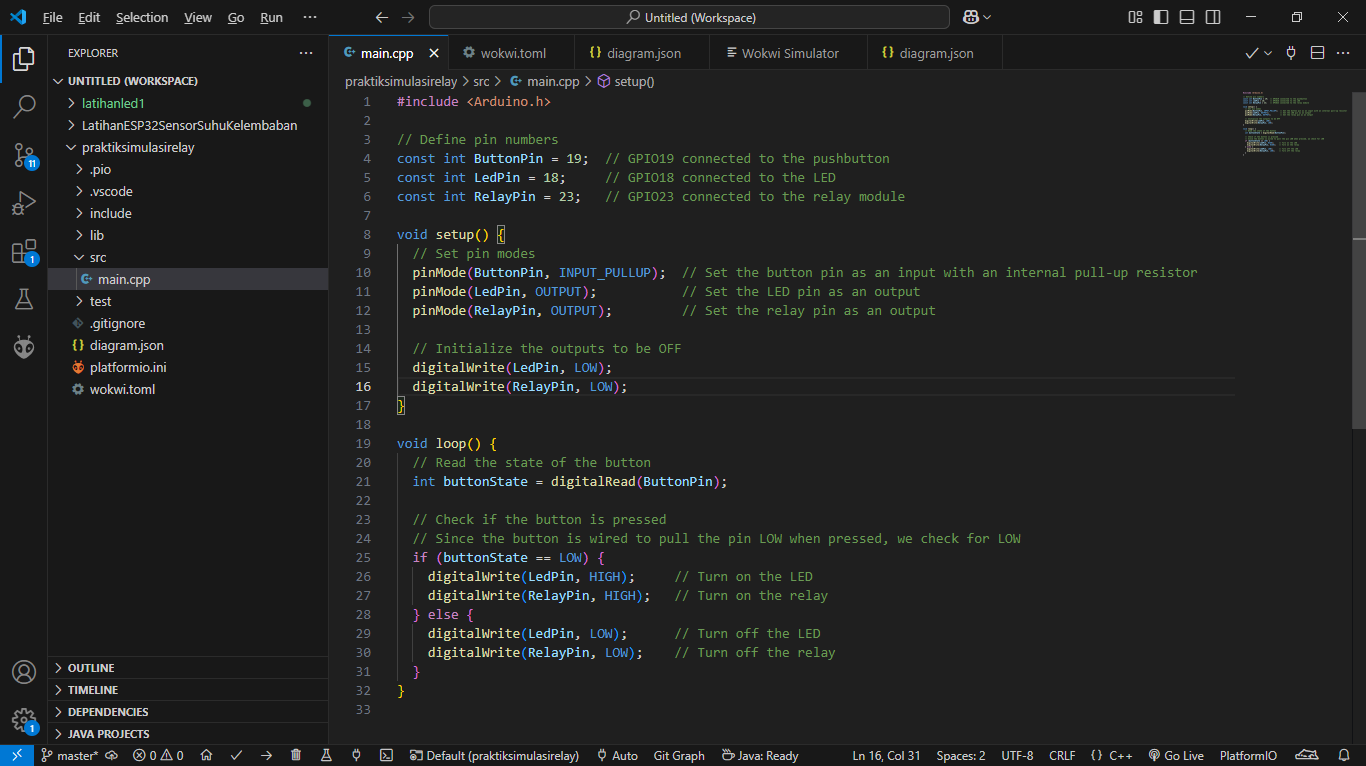 File Edit Selection View Go Run ··· Untitled (Workspace)
EXPLORER ···
UNTITLED (WORKSPACE)
latihanled1
LatihanESP32SensorSuhuKelembaban
praktiksimulasirelay
.pio
.vscode
include
lib
src
main.cpp
test
.gitignore
diagram.json
platformio.ini
wokwi.toml
OUTLINE
TIMELINE
DEPENDENCIES
JAVA PROJECTS
11
1
1
main.cpp wokwi.toml diagram.json Wokwi Simulator diagram.json
praktiksimulasirelay > src > main.cpp > setup()
1 #include <Arduino.h>
2
3 // Define pin numbers
4 const int ButtonPin = 19;  // GPIO19 connected to the pushbutton
5 const int LedPin = 18;     // GPIO18 connected to the LED
6 const int RelayPin = 23;   // GPIO23 connected to the relay module
7
8 void setup() {
9   // Set pin modes
10   pinMode(ButtonPin, INPUT_PULLUP);  // Set the button pin as an input with an internal pull-up resistor
11   pinMode(LedPin, OUTPUT);           // Set the LED pin as an output
12   pinMode(RelayPin, OUTPUT);         // Set the relay pin as an output
13
14   // Initialize the outputs to be OFF
15   digitalWrite(LedPin, LOW);
16   digitalWrite(RelayPin, LOW);
17 }
18
19 void loop() {
20   // Read the state of the button
21   int buttonState = digitalRead(ButtonPin);
22
23   // Check if the button is pressed
24   // Since the button is wired to pull the pin LOW when pressed, we check for LOW
25   if (buttonState == LOW) {
26     digitalWrite(LedPin, HIGH);     // Turn on the LED
27     digitalWrite(RelayPin, HIGH);   // Turn on the relay
28   } else {
29     digitalWrite(LedPin, LOW);      // Turn off the LED
30     digitalWrite(RelayPin, LOW);    // Turn off the relay
31   }
32 }
33
master* 0 0 Default (praktiksimulasirelay) Auto Git Graph Java: Ready Ln 16, Col 31 Spaces: 2 UTF-8 CRLF {} C++ Go Live PlatformIO